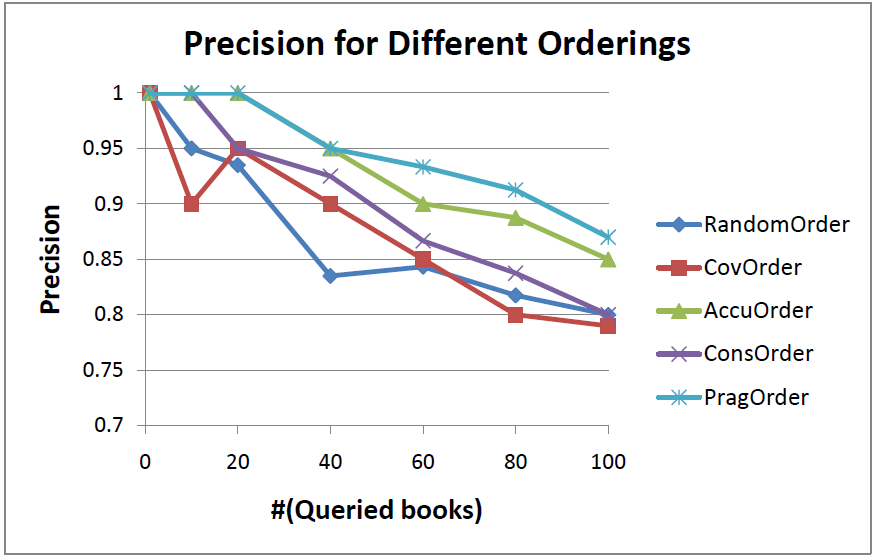 Precision for Different Orderings
Precision
1
0.95
0.9
0.85
0.8
0.75
0.7
0
20
40
60
80
100
#(Queried books)
RandomOrder
CovOrder
AccuOrder
ConsOrder
PragOrder